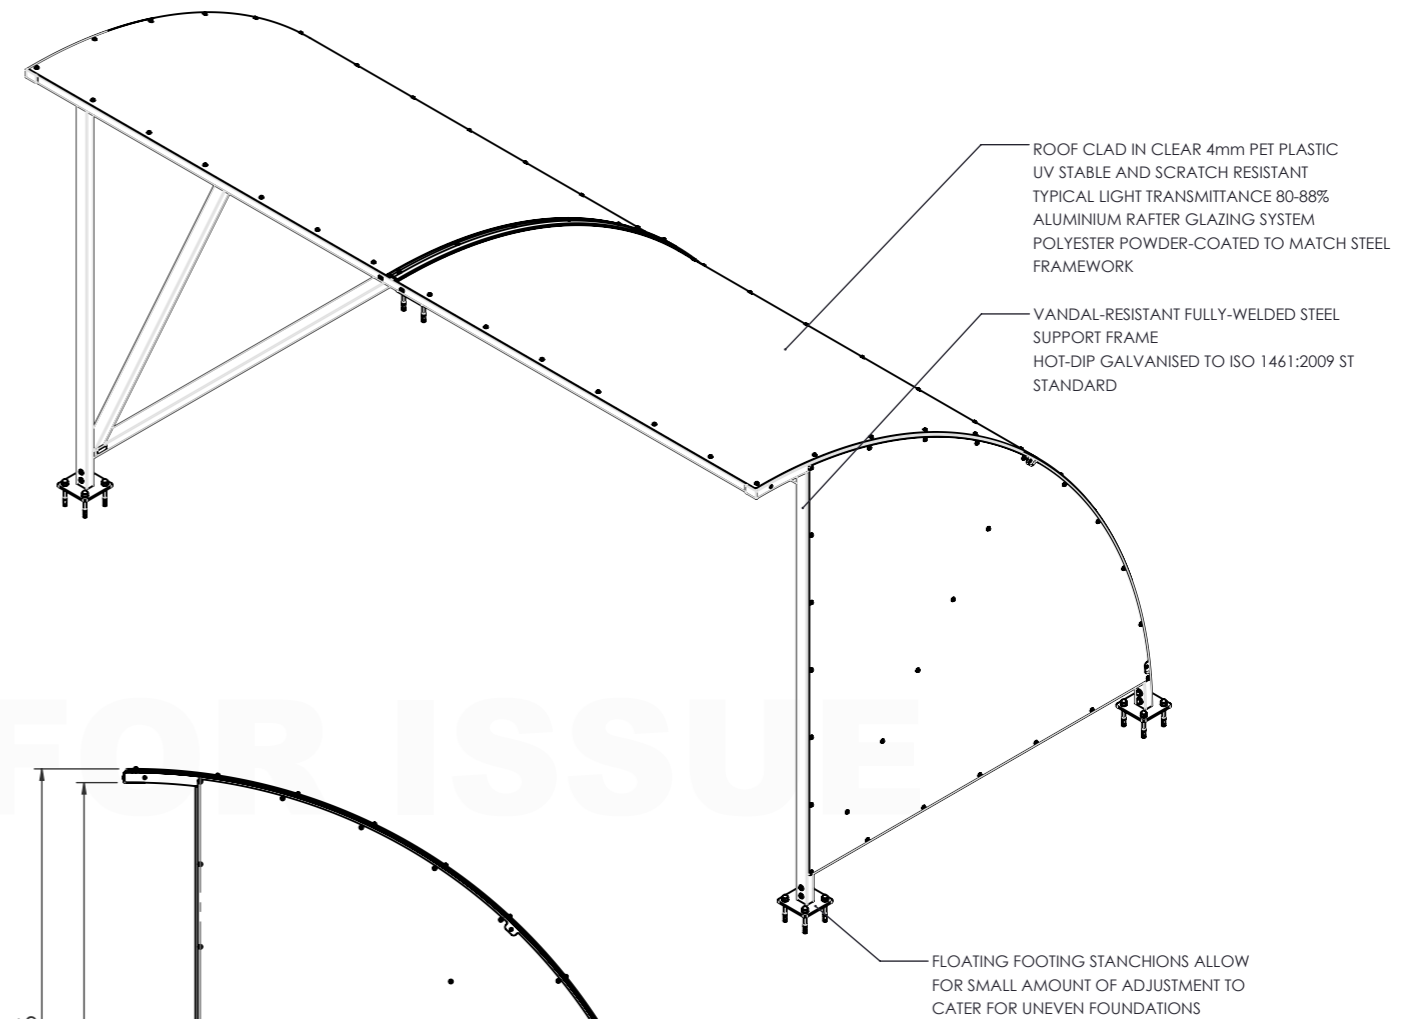 ROOF CLAD IN CLEAR 4mm PET PLASTIC
UV STABLE AND SCRATCH RESISTANT
TYPICAL LIGHT TRANSMITTANCE 80-88%
ALUMINIUM RAFTER GLAZING SYSTEM
POLYESTER POWDER-COATED TO MATCH STEEL
FRAMEWORK
VANDAL-RESISTANT FULLY-WELDED STEEL
SUPPORT FRAME
HOT-DIP GALVANISED TO ISO 1461:2009 ST
STANDARD
FOR ISSUE
FLOATING FOOTING STANCHIONS ALLOW
FOR SMALL AMOUNT OF ADJUSTMENT TO
CATER FOR UNEVEN FOUNDATIONS